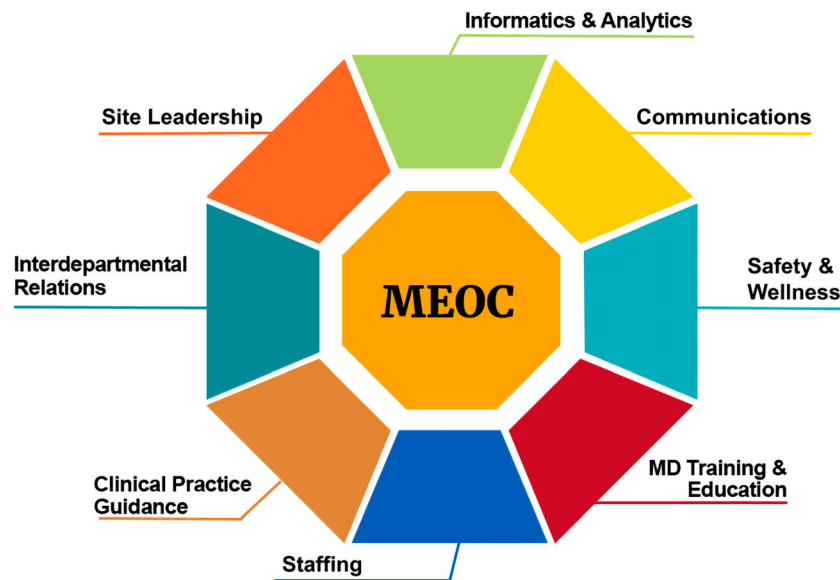 Informatics & Analytics
Site Leadership
Communications
Interdepartmental
Relations
MEOC
Safety &
Wellness
Clinical Practice
Guidance
MD Training &
Education
Staffing